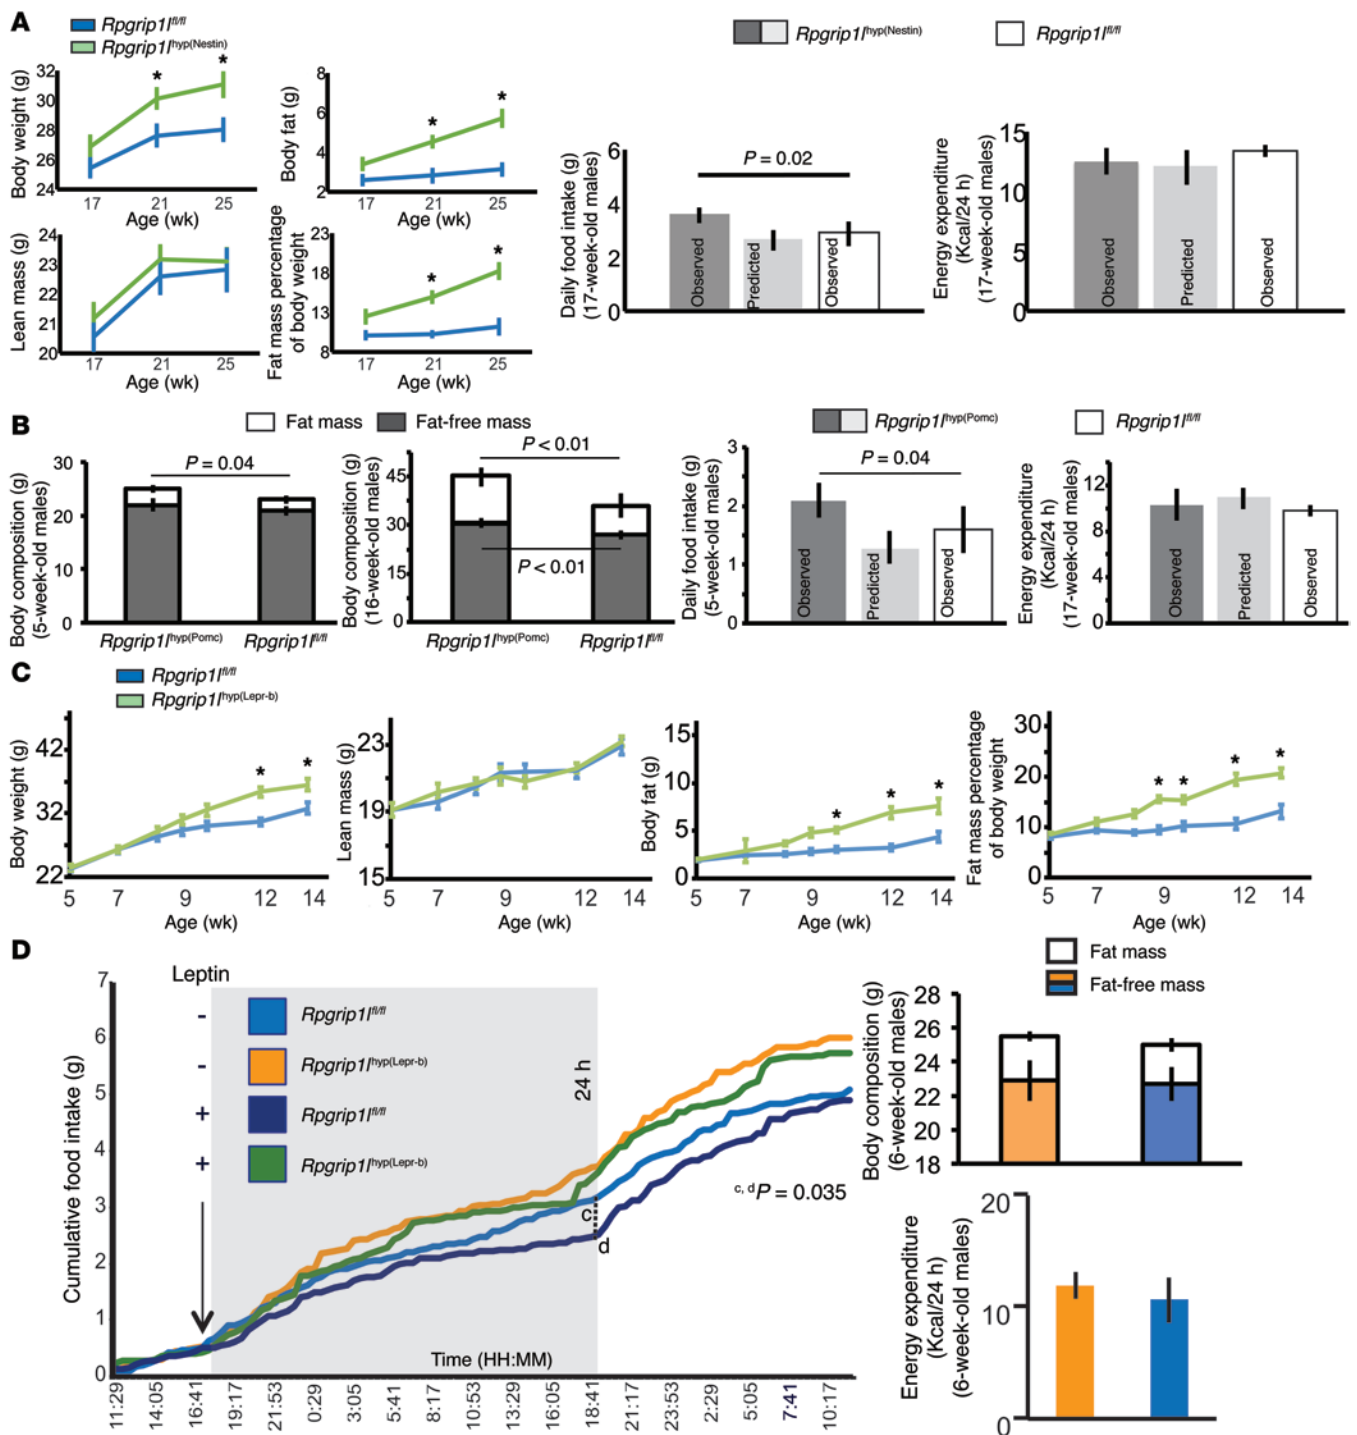 A
Rpgrip1l fl/fl
Rpgrip1l hyp(Nestin)
Rpgrip1l hyp(Nestin)
Rpgrip1l fl/fl
Body weight (g)
32
30
28
26
24
* *
17 21 25
Age (wk)
Body fat (g)
8
6
4
2
* *
17 21 25
Age (wk)
Lean mass (g)
24
23
22
21
20
17 21 25
Age (wk)
Fat mass percentage
of body weight
23
18
13
8
* *
17 21 25
Age (wk)
Daily food intake (g)
(17-week-old males)
6
4
2
0
P = 0.02
Observed
Predicted
Observed
Energy expenditure
(Kcal/24 h)
(17-week-old males)
15
10
5
0
Observed
Predicted
Observed
B
Fat mass Fat-free mass
Rpgrip1l hyp(Pomc)
Rpgrip1l fl/fl
Body composition (g)
(5-week-old males)
30
20
10
0
P = 0.04
Rpgrip1l hyp(Pomc) Rpgrip1l fl/fl
Body composition (g)
(16-week-old males)
45
30
15
0
P < 0.01
P < 0.01
Rpgrip1l hyp(Pomc) Rpgrip1l fl/fl
Daily food intake (g)
(5-week-old males)
3
2
1
0
P = 0.04
Observed
Predicted
Observed
Energy expenditure
(Kcal/24 h)
(17-week-old males)
12
8
4
0
Observed
Predicted
Observed
C
Rpgrip1l fl/fl
Rpgrip1l hyp(Lepr-b)
Body weight (g)
42
32
22
* *
5 7 9 12 14
Age (wk)
Lean mass (g)
23
19
15
5 7 9 12 14
Age (wk)
Body fat (g)
15
10
5
0
* * *
5 7 9 12 14
Age (wk)
Fat mass percentage
of body weight
30
20
10
0
* * * *
5 7 9 12 14
Age (wk)
D
Cumulative food intake (g)
7
6
5
4
3
2
1
0
Leptin
- Rpgrip1l fl/fl
- Rpgrip1l hyp(Lepr-b)
+ Rpgrip1l fl/fl
+ Rpgrip1l hyp(Lepr-b)
24 h
c
d
c, d P = 0.035
Time (HH:MM)
11:29 14:05 16:41 19:17 21:53 0:29 3:05 5:41 8:17 10:53 13:29 16:05 18:41 21:17 23:53 2:29 5:05 7:41 10:17
Fat mass
Fat-free mass
Body composition (g)
(6-week-old males)
28
26
24
22
20
18
Energy expenditure
(Kcal/24 h)
(6-week-old males)
20
10
0